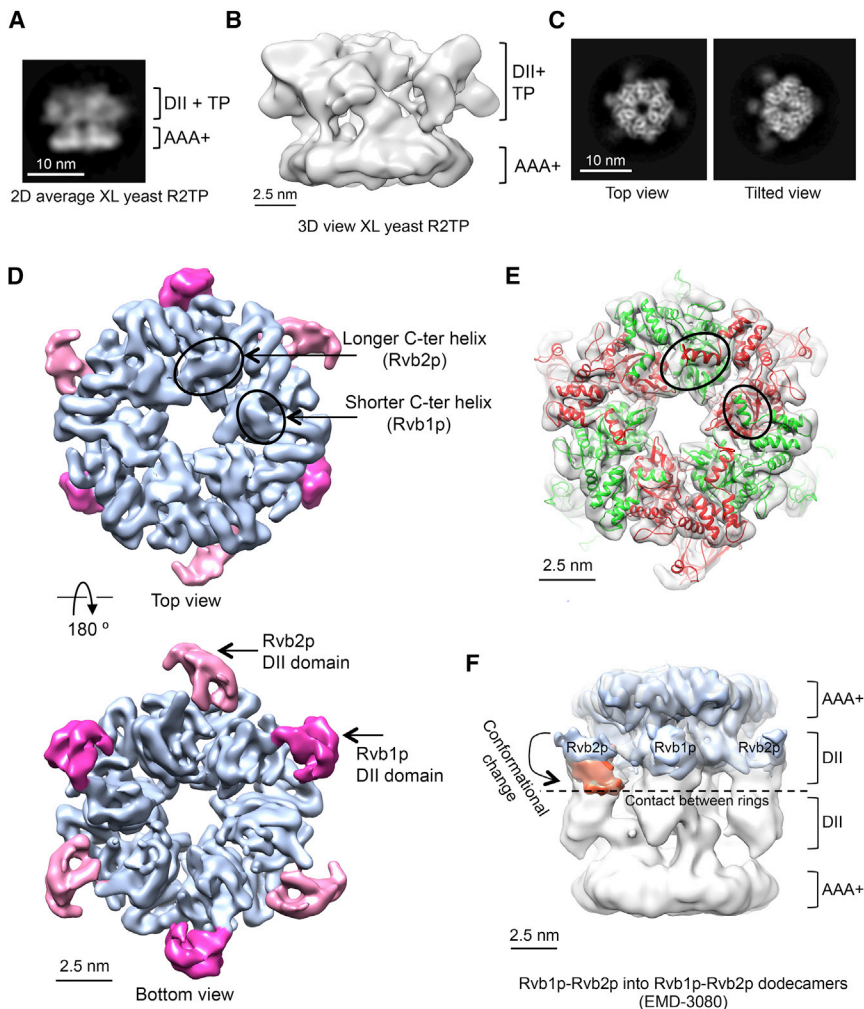 A
DII + TP
AAA+
10 nm
2D average XL yeast R2TP
B
DII+
TP
AAA+
2.5 nm
3D view XL yeast R2TP
C
10 nm
Top view
Tilted view
D
Longer C-ter helix
(Rvb2p)
Shorter C-ter helix
(Rvb1p)
Top view
180 º
Rvb2p
DII domain
Rvb1p
DII domain
2.5 nm
Bottom view
E
2.5 nm
F
AAA+
Rvb2p
Rvb1p
Rvb2p
DII
Conformational
change
Contact between rings
DII
AAA+
2.5 nm
Rvb1p-Rvb2p into Rvb1p-Rvb2p dodecamers
(EMD-3080)